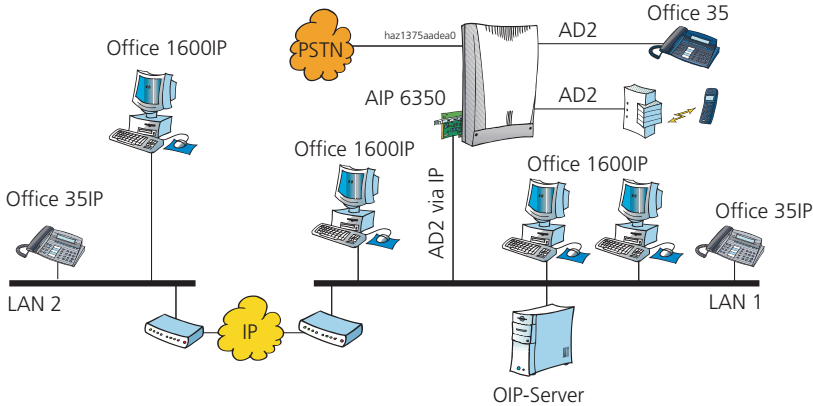 Office 35
Office 1600IP
PSTN
haz1375aadea0
AD2
AIP 6350
AD2
Office 1600IP
Office 1600IP
Office 35IP
AD2 via IP
Office 35IP
LAN 2
LAN 1
IP
OIP-Server